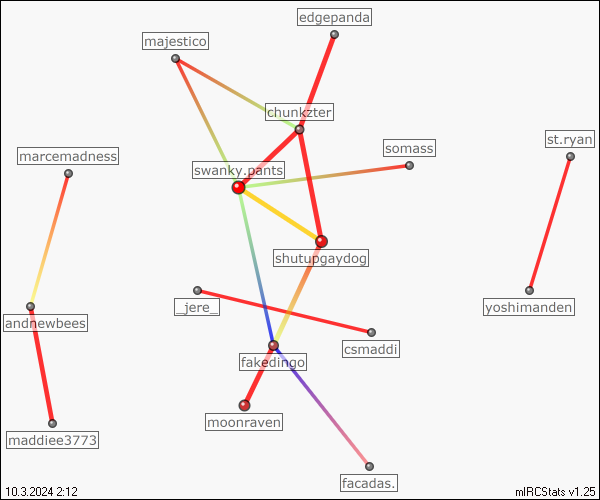 edgepanda
majestico
chunkzter
st.ryan
somass
marcemadness
swanky.pants
shutupgaydog
_jere_
yoshimanden
andnewbees
csmaddi
fakedingo
moonraven
maddiee3773
facadas.
10.3.2024 2:12
mIRCStats v1.25